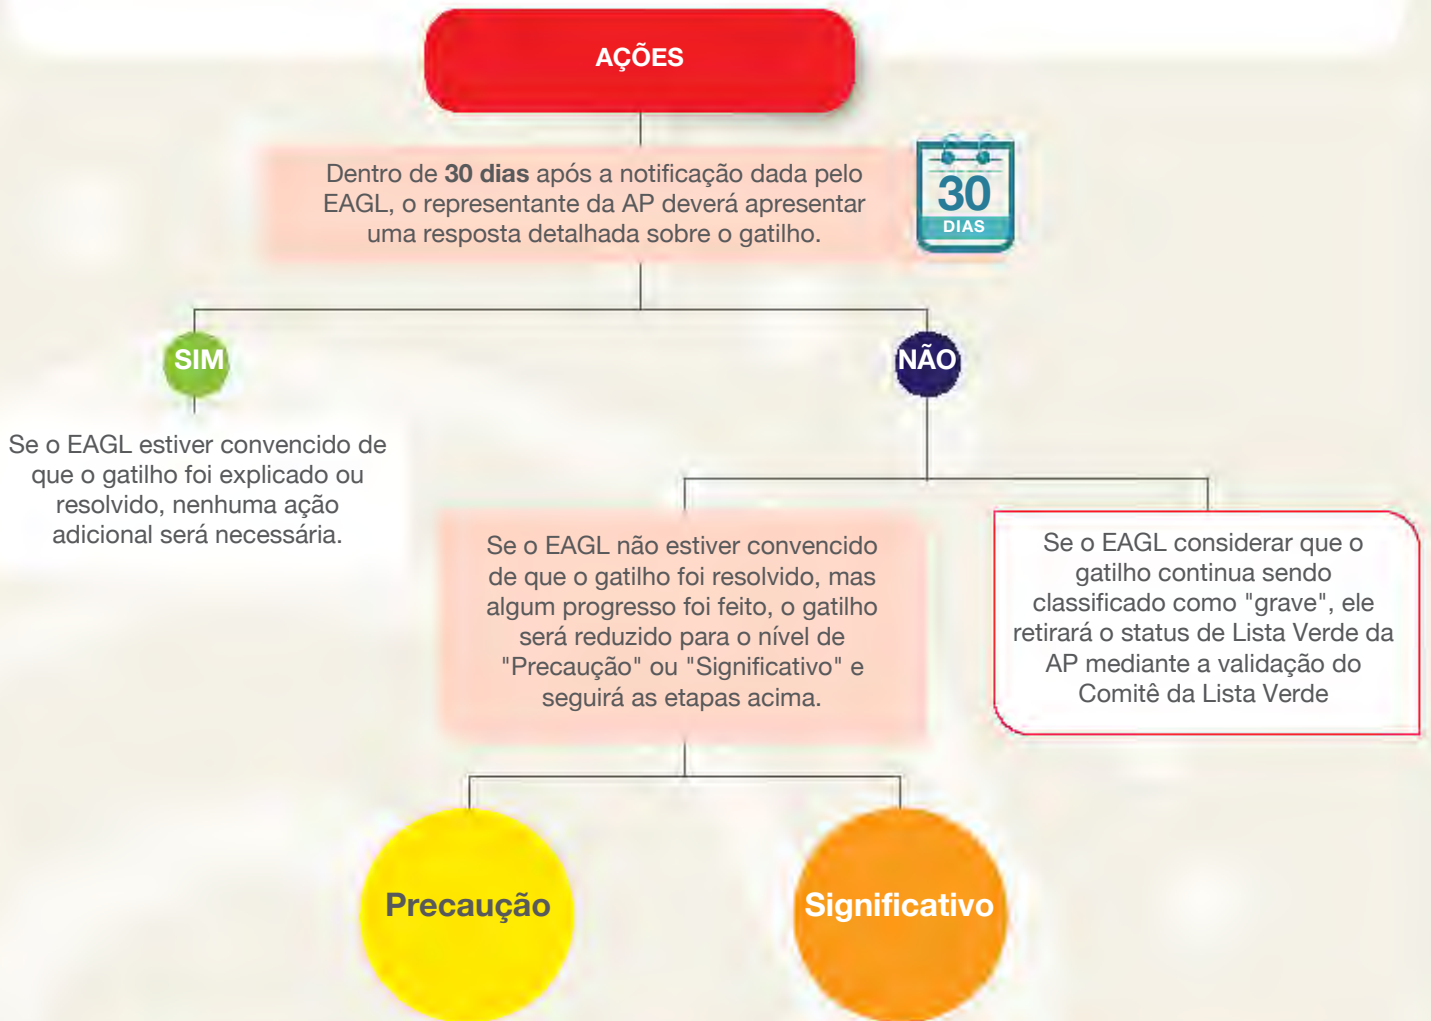 AÇÕES
Dentro de 30 dias após a notificação dada pelo
EAGL, o representante da AP deverá apresentar
uma resposta detalhada sobre o gatilho.
30
DIAS
SIM
NÃO
Se o EAGL estiver convencido de
que o gatilho foi explicado ou
resolvido, nenhuma ação
adicional será necessária.
Se o EAGL não estiver convencido
de que o gatilho foi resolvido, mas
algum progresso foi feito, o gatilho
será reduzido para o nível de
"Precaução" ou "Significativo" e
seguirá as etapas acima.
Se o EAGL considerar que o
gatilho continua sendo
classificado como "grave", ele
retirará o status de Lista Verde da
AP mediante a validação do
Comitê da Lista Verde
Precaução
Significativo